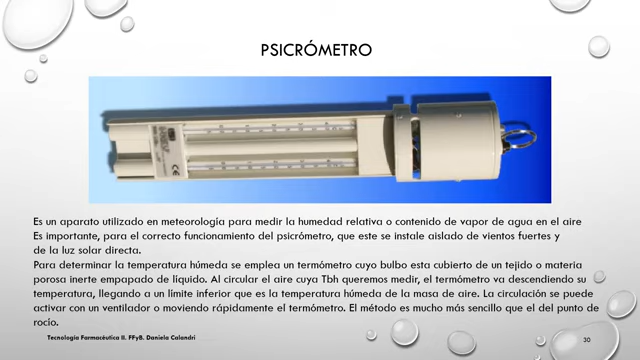 PSICRÓMETRO
Es un aparato utilizado en meteorología para medir la humedad relativa o contenido de vapor de agua en el aire
Es importante, para el correcto funcionamiento del psicrómetro, que este se instale aislado de vientos fuertes y
de la luz solar directa.
Para determinar la temperatura húmeda se emplea un termómetro cuyo bulbo esta cubierto de un tejido o materia
porosa inerte empapado de líquido. Al circular el aire cuya Tbh queremos medir, el termómetro va descendiendo su
temperatura, llegando a un límite inferior que es la temperatura húmeda de la masa de aire. La circulación se puede
activar con un ventilador o moviendo rápidamente el termómetro. El método es mucho más sencillo que el del punto de
rocío.
Tecnología Farmacéutica II. FFyB. Daniela Calandri
30